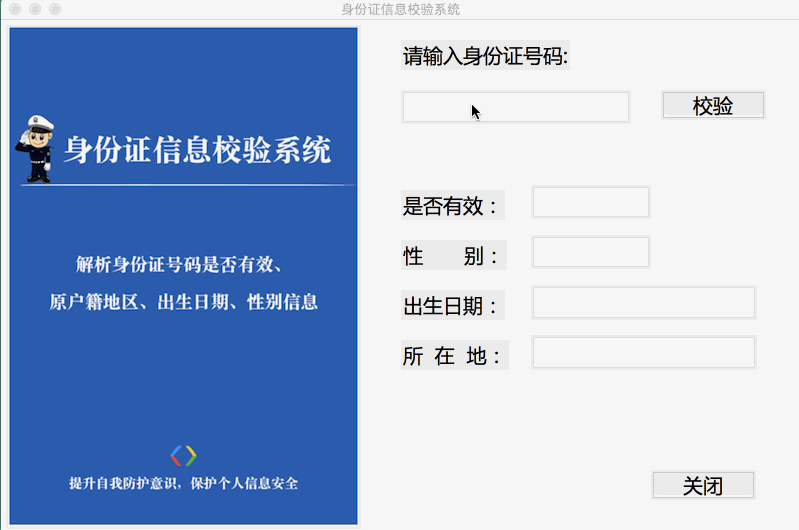 身份证信息校验系统
身份证信息校验系统
解析身份证号码是否有效、
原户籍地区、出生日期、性别信息
提升自我防护意识，保护个人信息安全
请输入身份证号码:
校验
是否有效：
性　　别：
出生日期：
所 在 地：
关闭